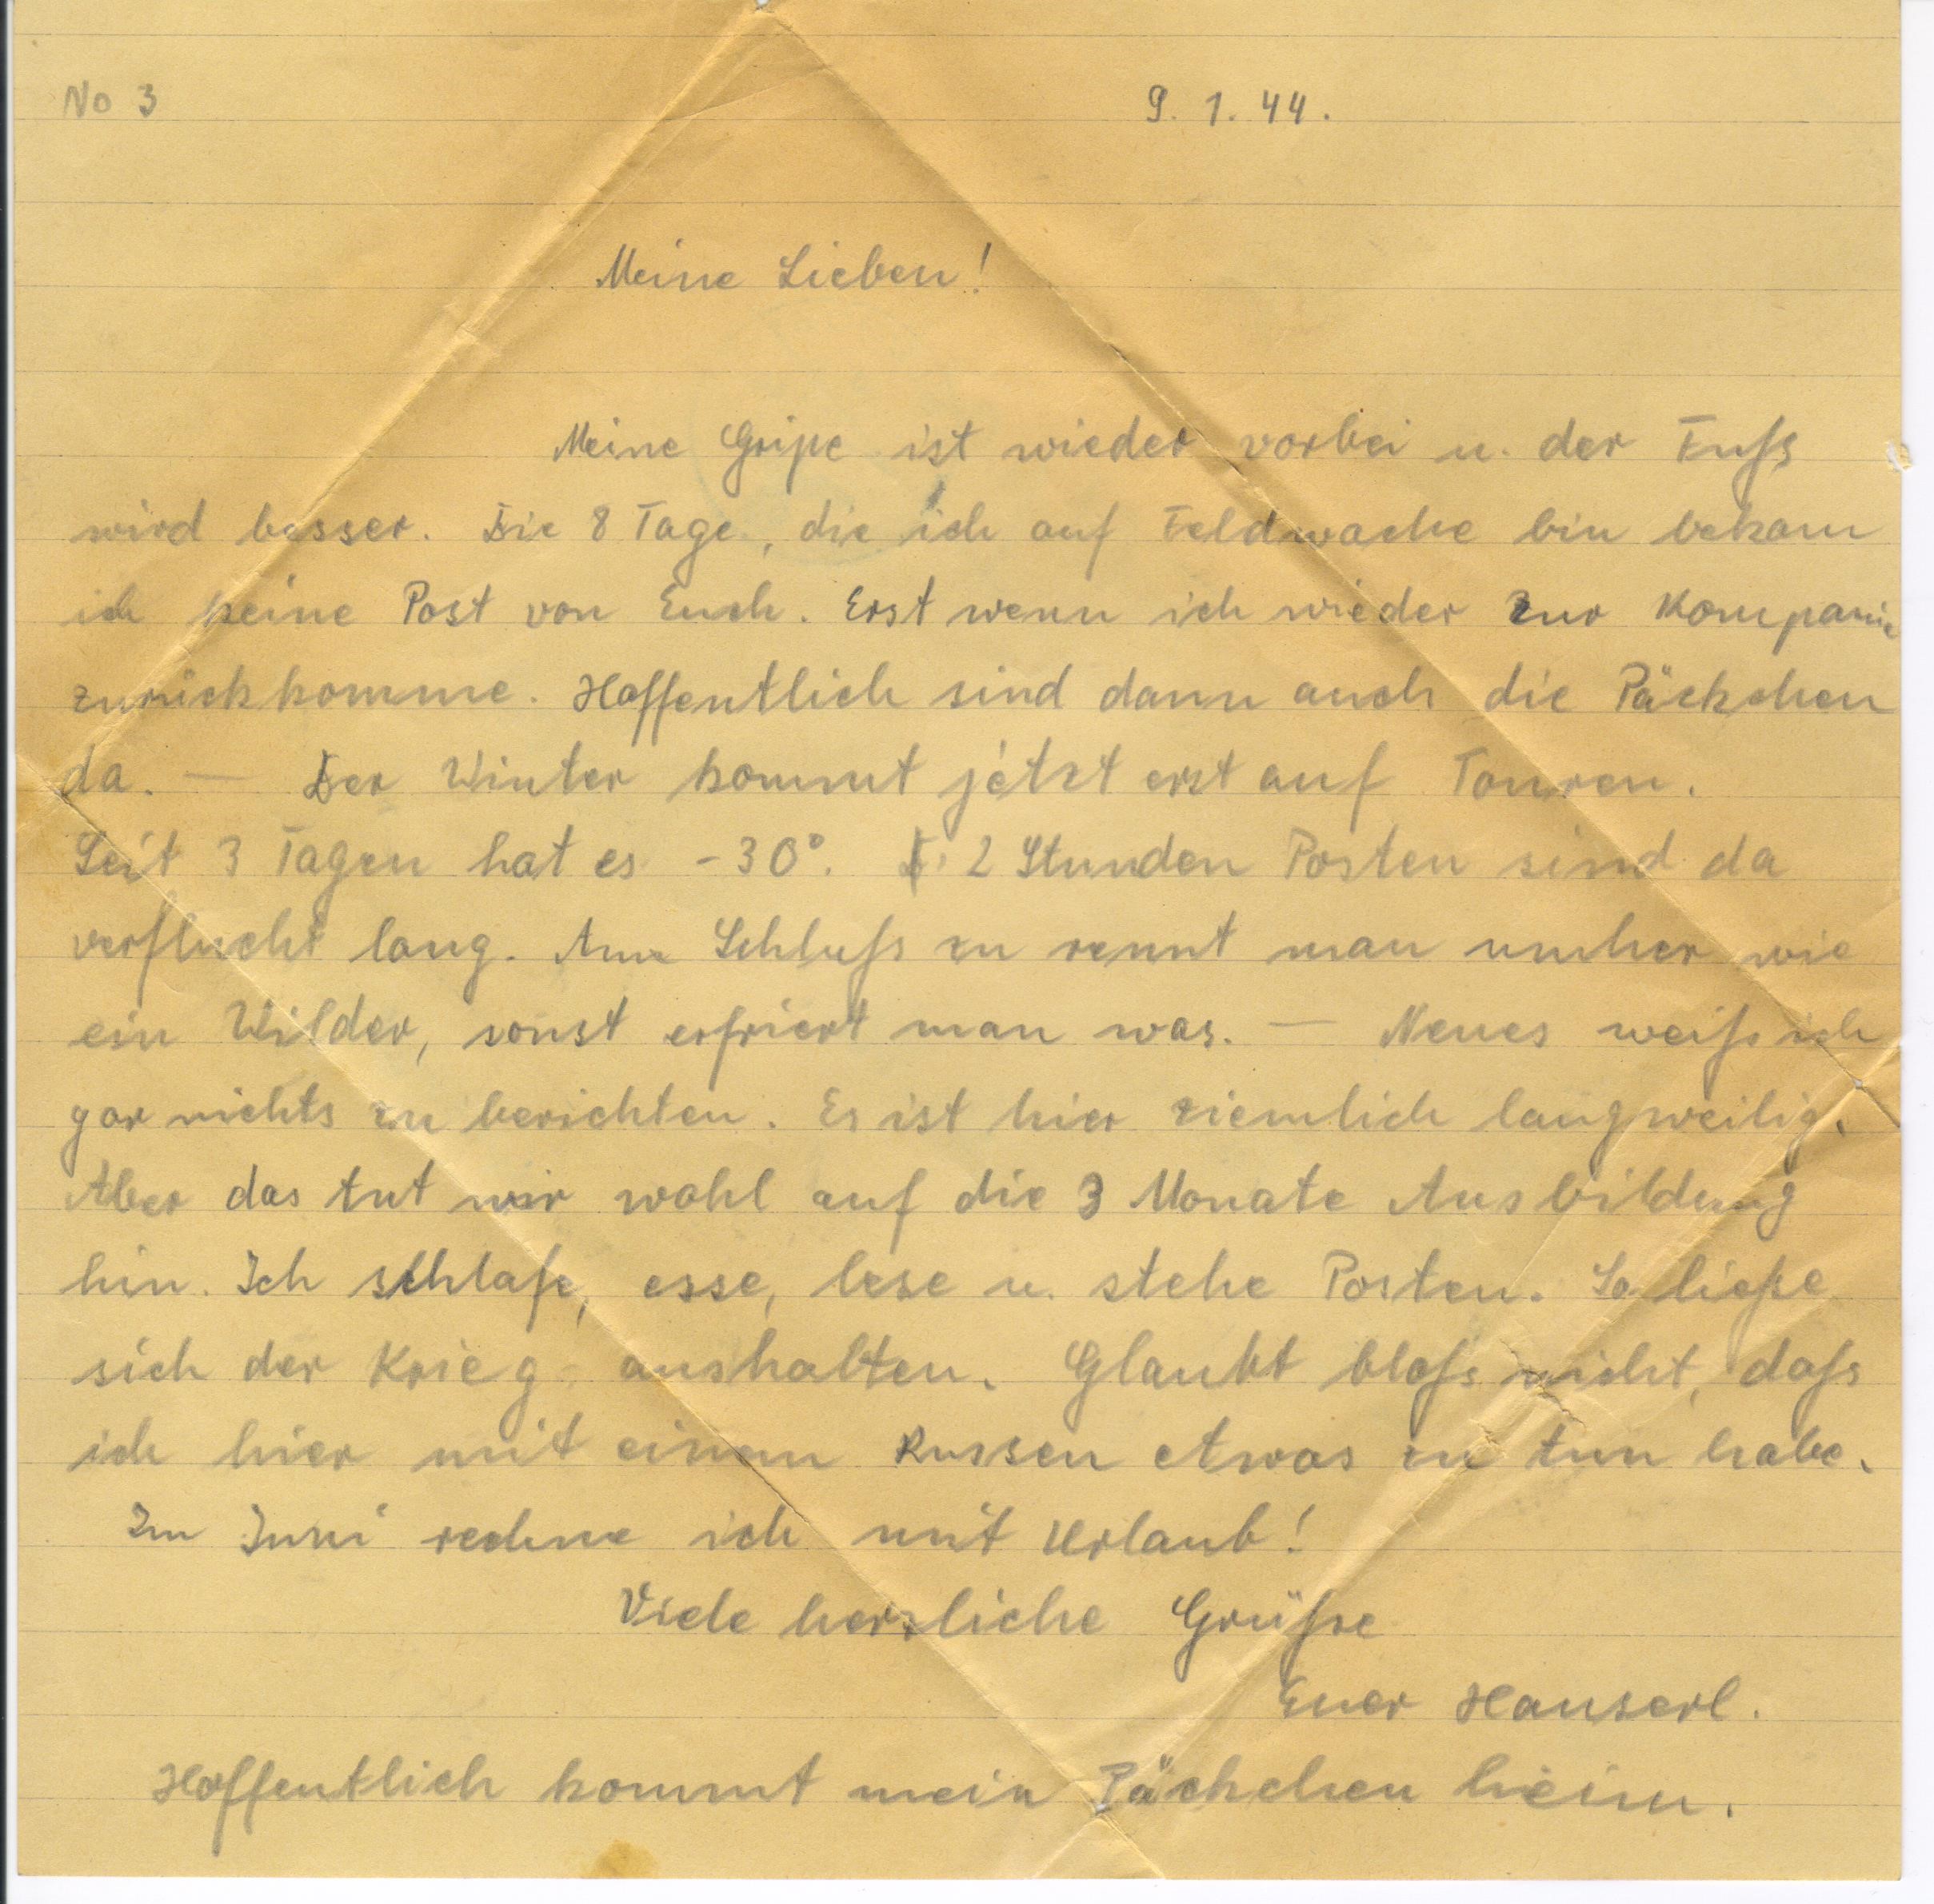 No 3
9. 1. 44.
Meine Lieben!
Meine Gripe ist wieder vorbei u. der Fuß
wird besser. Die 8 Tage, die ich auf Feldwache bin bekam
ich keine Post von Euch. Erst wenn ich wieder zur Kompanie
zurückkomme. Hoffentlich sind dann auch die Päckchen
da. — Der Winter kommt jetzt erst auf Touren.
Seit 3 Tagen hat es -30°. 2 Stunden Posten sind da
verflucht lang. Am Schluß zu rennt man umher wie
ein Wilder, sonst erfriert man was. — Neues weiß ich
gar nichts zu berichten. Es ist hier ziemlich langweilig.
Aber das tut mir wohl auf die 3 Monate Ausbildung
hin. Ich schlafe, esse, lese u. stehe Posten. So ließe
sich der Krieg aushalten. Glaubt bloß nicht, daß
ich hier mit einem Russen etwas zu tun habe.
Im Juni rechne ich mit Urlaub!
Viele herzliche Grüße
Euer Hanserl.
Hoffentlich kommt mein Päckchen heim.